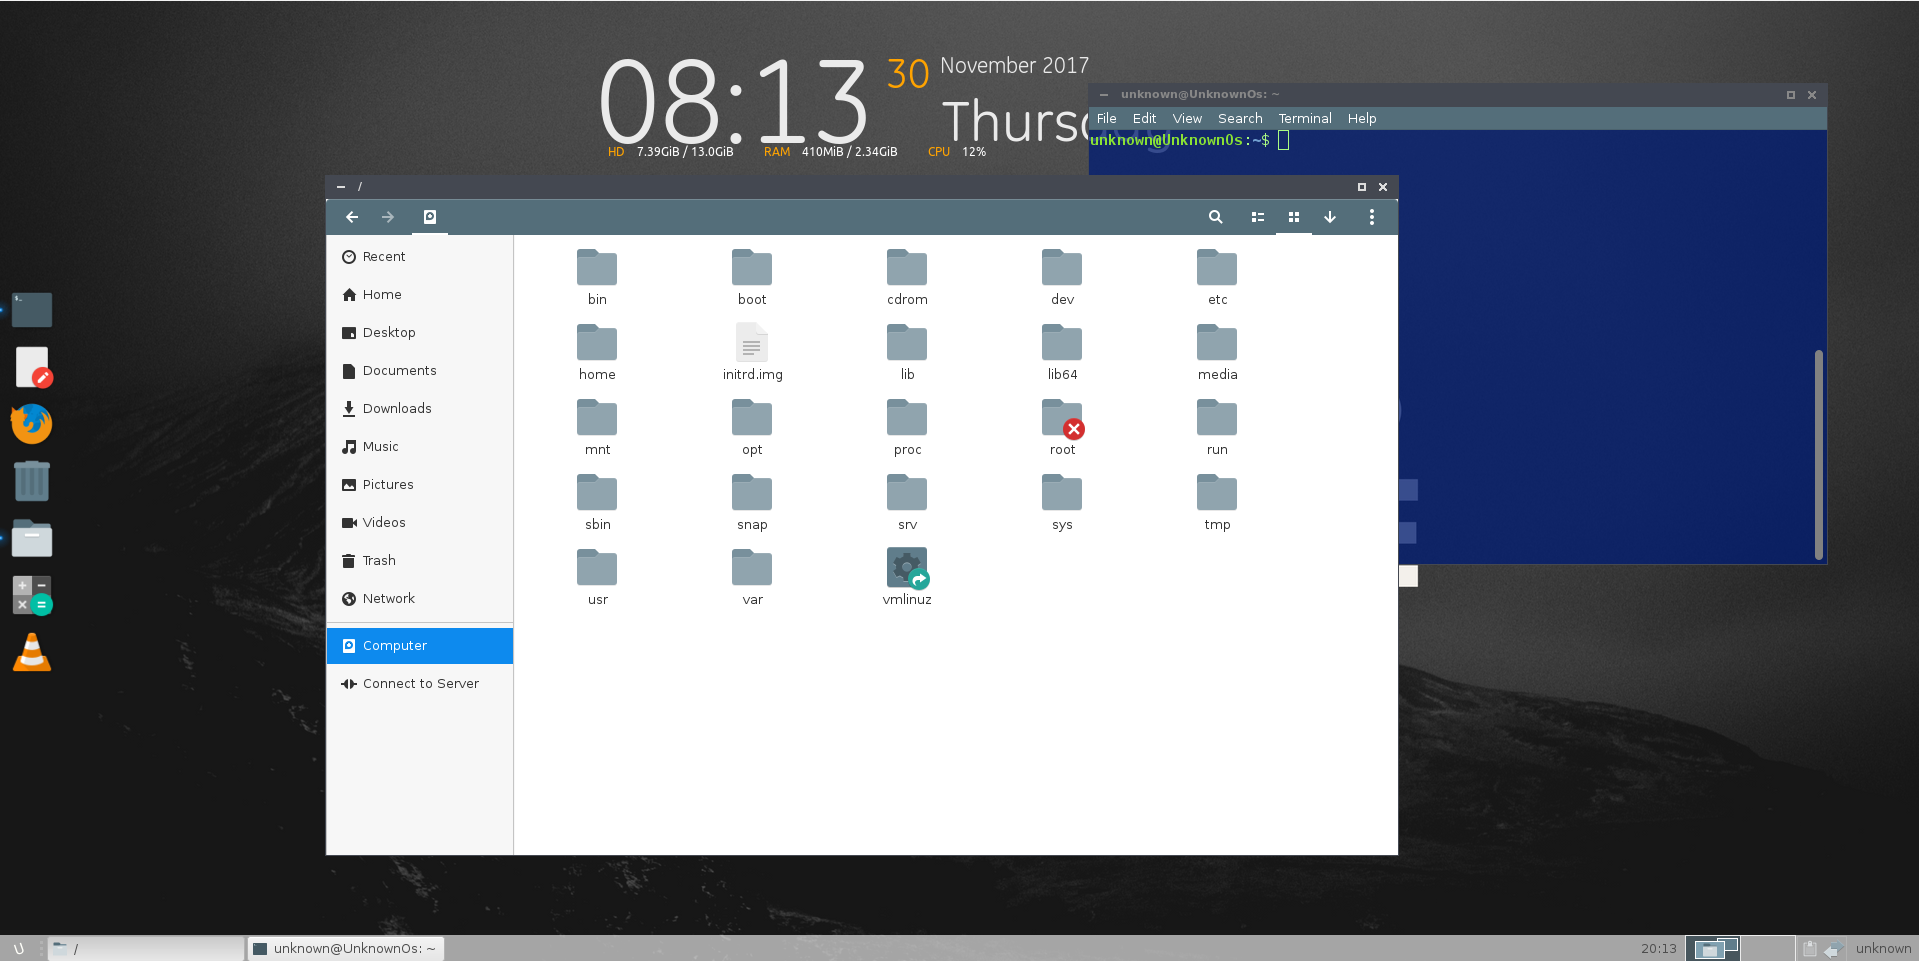 08:13 30 November 2017
Thurs
HD 7.39GiB / 13.0GiB RAM 410MiB / 2.34GiB CPU 12%
unknown@UnknownOs: ~
File Edit View Search Terminal Help
unknown@UnknownOs:~$
/
Recent
Home
Desktop
Documents
Downloads
Music
Pictures
Videos
Trash
Network
Computer
Connect to Server
bin boot cdrom dev etc
home initrd.img lib lib64 media
mnt opt proc root run
sbin snap srv sys tmp
usr var vmlinuz
/ unknown@UnknownOs: ~ 20:13 unknown